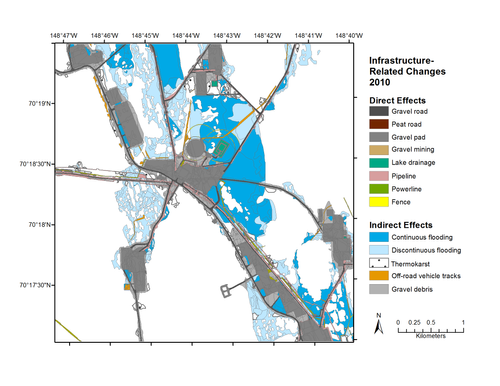 148°47'W 148°46'W 148°45'W 148°44'W 148°43'W 148°42'W 148°41'W 148°40'W
70°19'N
70°18'30"N
70°18'N
70°17'30"N
Infrastructure-
Related Changes
2010
Direct Effects
Gravel road
Peat road
Gravel pad
Gravel mining
Lake drainage
Pipeline
Powerline
Fence
Indirect Effects
Continuous flooding
Discontinuous flooding
Thermokarst
Off-road vehicle tracks
Gravel debris
N
0 0.25 0.5 1
Kilometers